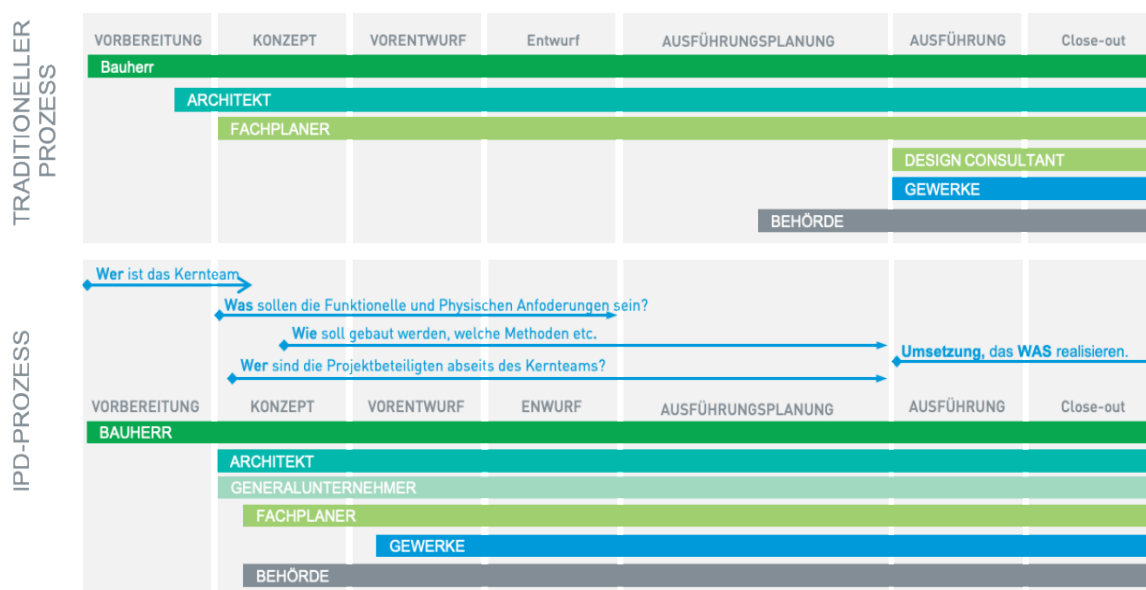 TRADITIONELLER
PROZESS
VORBEREITUNG KONZEPT VORENTWURF Entwurf AUSFÜHRUNGSPLANUNG AUSFÜHRUNG Close-out
Bauherr
ARCHITEKT
FACHPLANER
DESIGN CONSULTANT
GEWERKE
BEHÖRDE
IPD-PROZESS
Wer ist das Kernteam
Was sollen die Funktionelle und Physischen Anfoderungen sein?
Wie soll gebaut werden, welche Methoden etc.
Umsetzung, das WAS realisieren.
Wer sind die Projektbeteiligten abseits des Kernteams?
VORBEREITUNG KONZEPT VORENTWURF ENWURF AUSFÜHRUNGSPLANUNG AUSFÜHRUNG Close-out
BAUHERR
ARCHITEKT
GENERALUNTERNEHMER
FACHPLANER
GEWERKE
BEHÖRDE